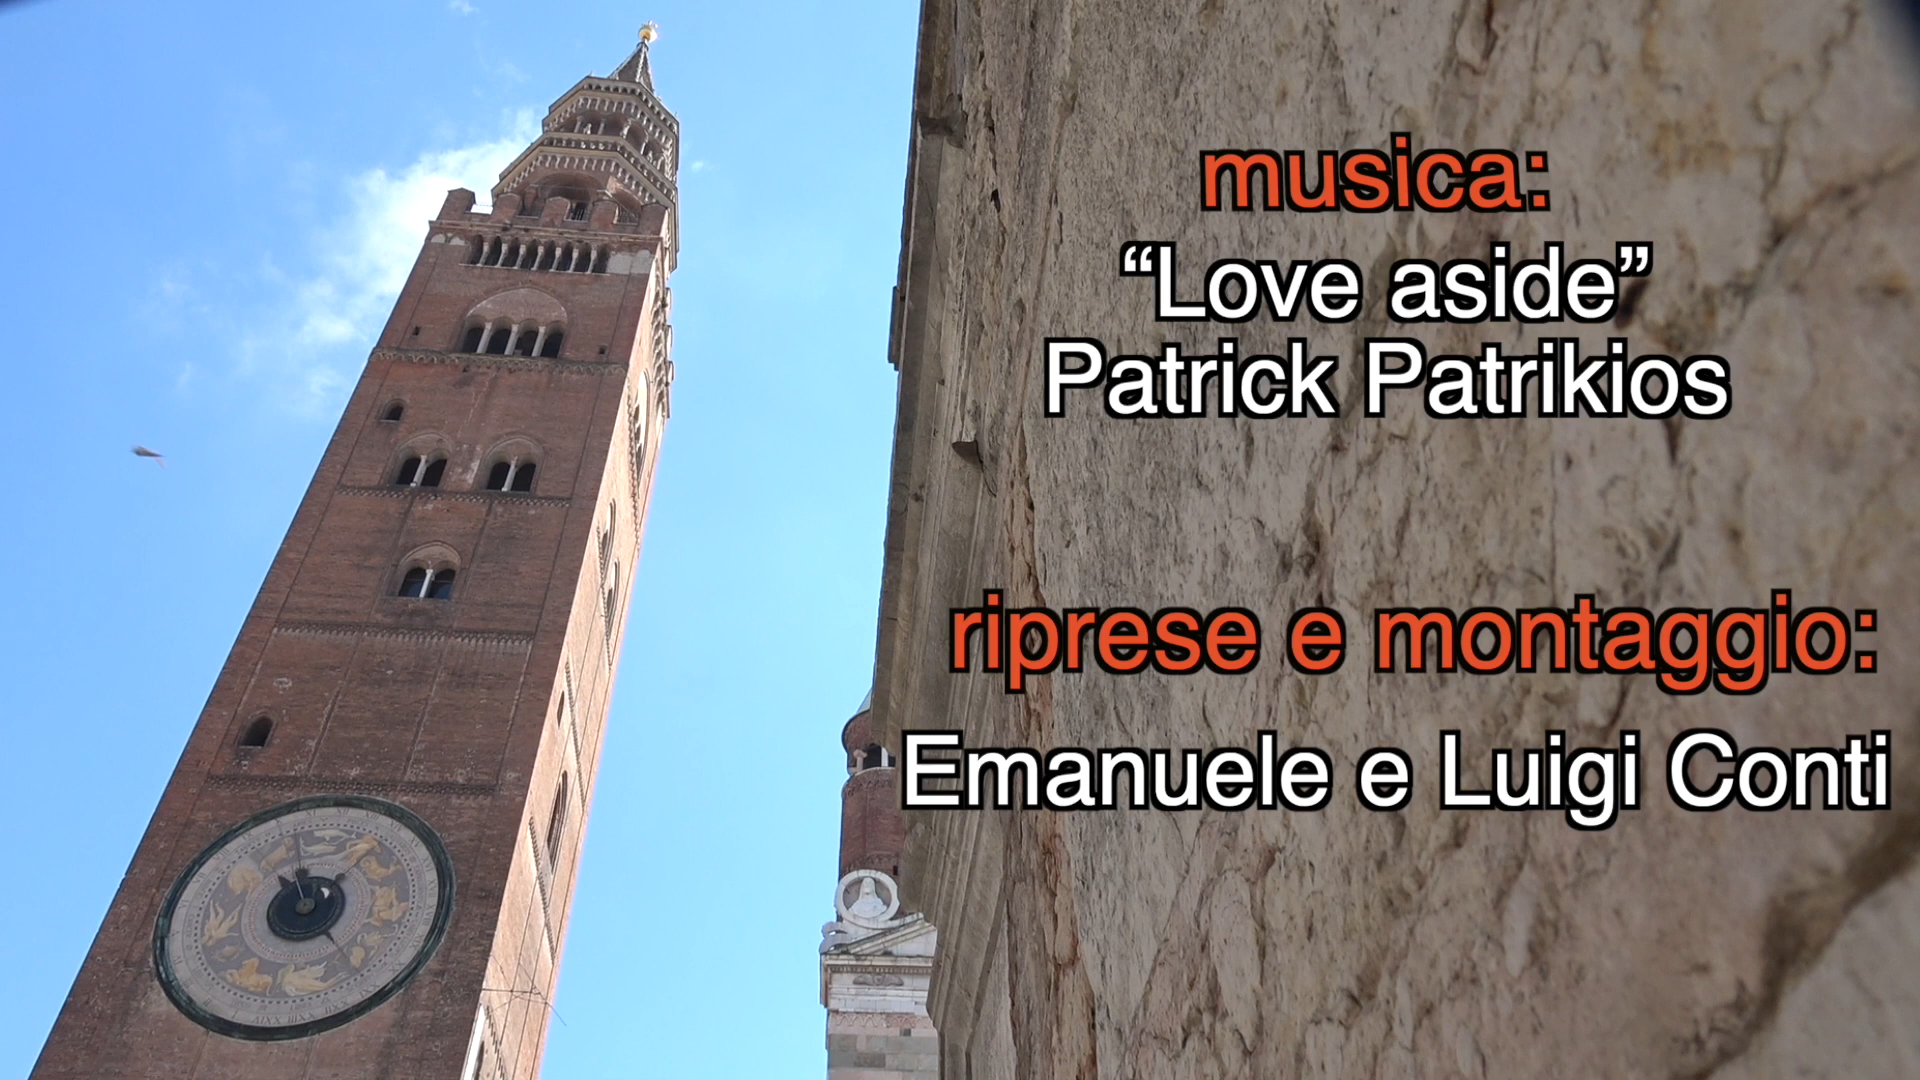 musica:
“Love aside”
Patrick Patrikios
riprese e montaggio:
Emanuele e Luigi Conti